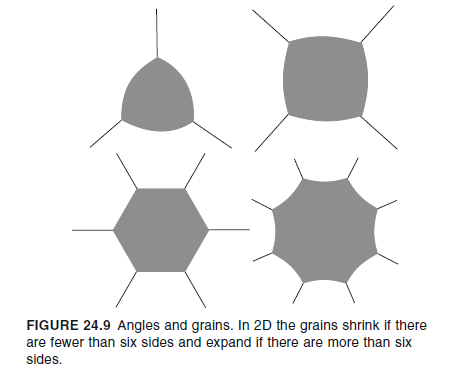 FIGURE 24.9 Angles and grains. In 2D the grains shrink if there
are fewer than six sides and expand if there are more than six
sides.